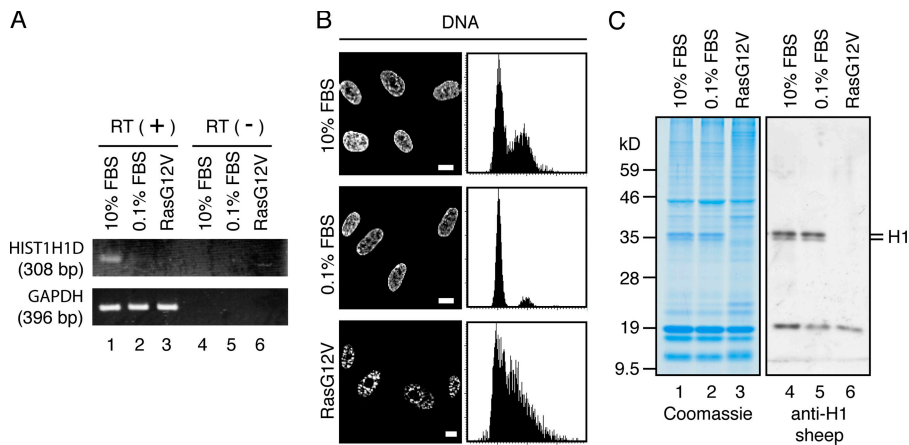 A
RT ( + ) RT ( - )
10% FBS
0.1% FBS
RasG12V
10% FBS
0.1% FBS
RasG12V
HIST1H1D
(308 bp)
GAPDH
(396 bp)
1 2 3 4 5 6
B
DNA
10% FBS
0.1% FBS
RasG12V
C
10% FBS
0.1% FBS
RasG12V
10% FBS
0.1% FBS
RasG12V
kD
59
46
35
28
19
9.5
H1
1 2 3 4 5 6
Coomassie
anti-H1
sheep